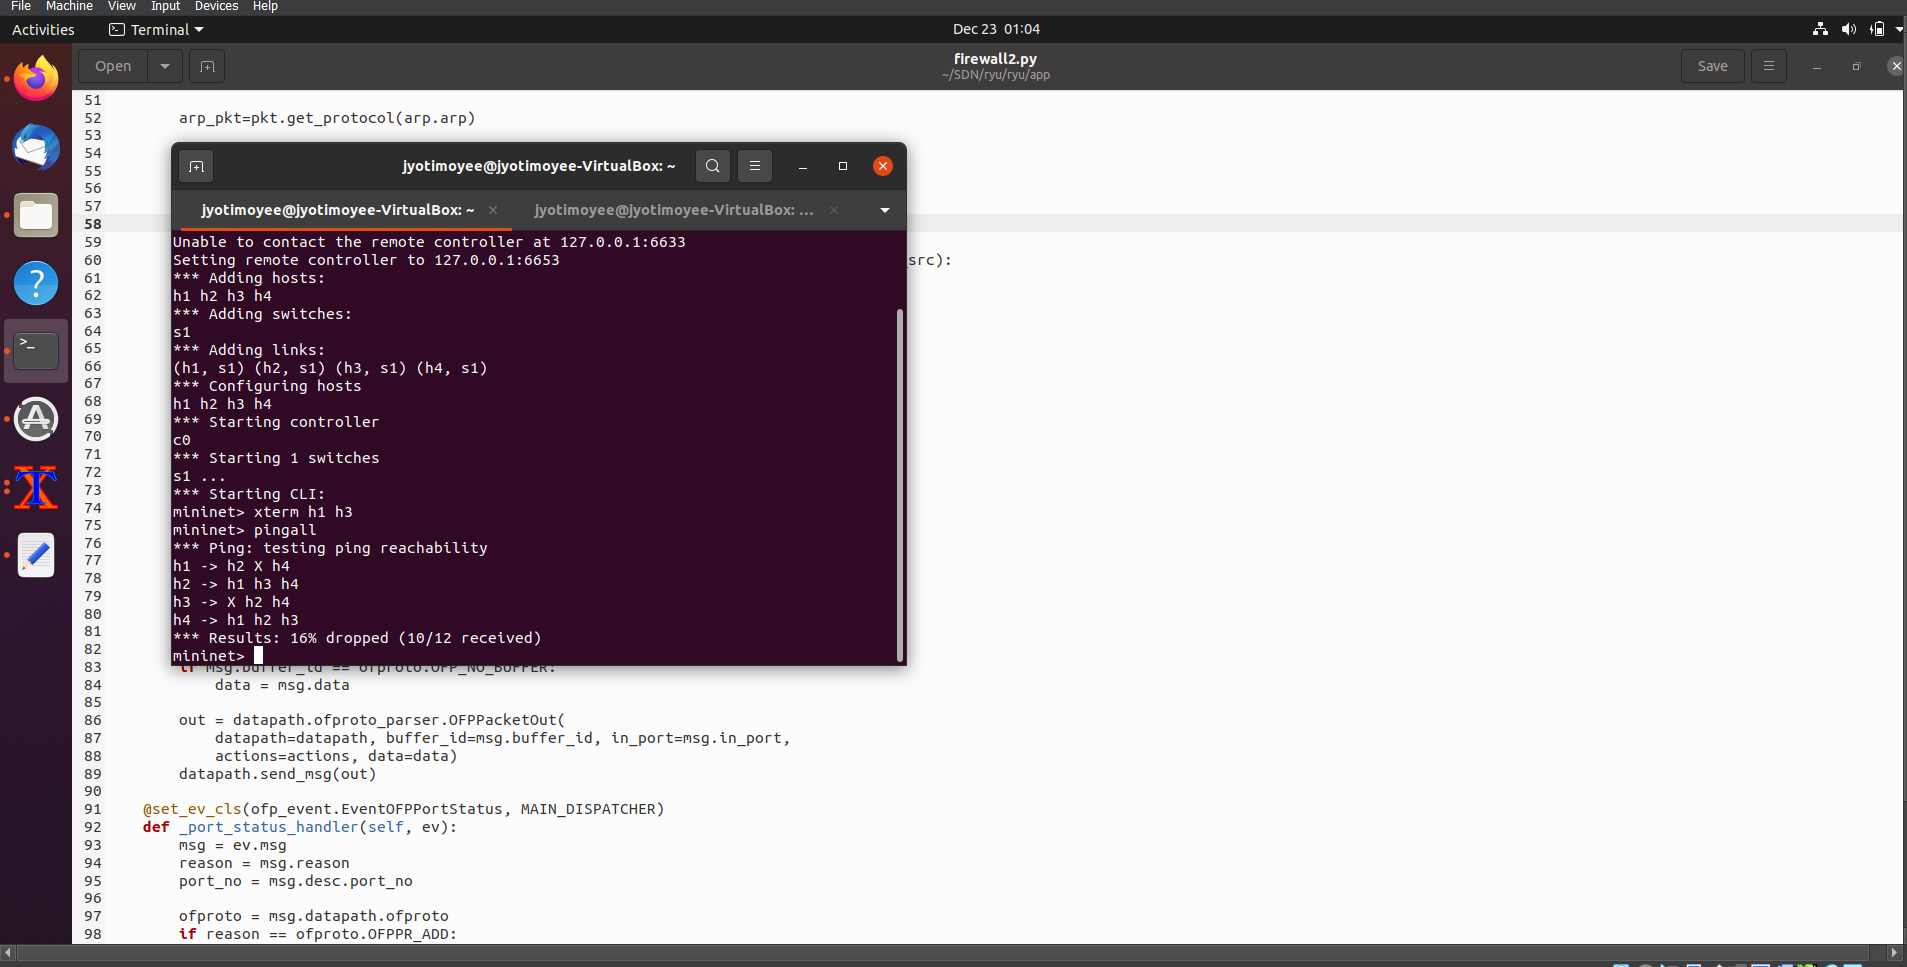 File Machine View Input Devices Help
Activities Terminal Dec 23 01:04
Open firewall2.py Save
~/SDN/ryu/ryu/app
51
52 arp_pkt=pkt.get_protocol(arp.arp)
53
54
55
56
57
58
59
60 src):
61
62
63
64
65
66
67
68
69
70
71
72
73
74
75
76
77
78
79
80
81
82
83 if msg.buffer_id == ofproto.OFP_NO_BUFFER:
84 data = msg.data
85
86 out = datapath.ofproto_parser.OFPPacketOut(
87 datapath=datapath, buffer_id=msg.buffer_id, in_port=msg.in_port,
88 actions=actions, data=data)
89 datapath.send_msg(out)
90
91 @set_ev_cls(ofp_event.EventOFPPortStatus, MAIN_DISPATCHER)
92 def _port_status_handler(self, ev):
93 msg = ev.msg
94 reason = msg.reason
95 port_no = msg.desc.port_no
96
97 ofproto = msg.datapath.ofproto
98 if reason == ofproto.OFPPR_ADD:
jyotimoyee@jyotimoyee-VirtualBox: ~
jyotimoyee@jyotimoyee-VirtualBox: ~ jyotimoyee@jyotimoyee-VirtualBox: ...
Unable to contact the remote controller at 127.0.0.1:6633
Setting remote controller to 127.0.0.1:6653
*** Adding hosts:
h1 h2 h3 h4
*** Adding switches:
s1
*** Adding links:
(h1, s1) (h2, s1) (h3, s1) (h4, s1)
*** Configuring hosts
h1 h2 h3 h4
*** Starting controller
c0
*** Starting 1 switches
s1 ...
*** Starting CLI:
mininet> xterm h1 h3
mininet> pingall
*** Ping: testing ping reachability
h1 -> h2 X h4
h2 -> h1 h3 h4
h3 -> X h2 h4
h4 -> h1 h2 h3
*** Results: 16% dropped (10/12 received)
mininet>